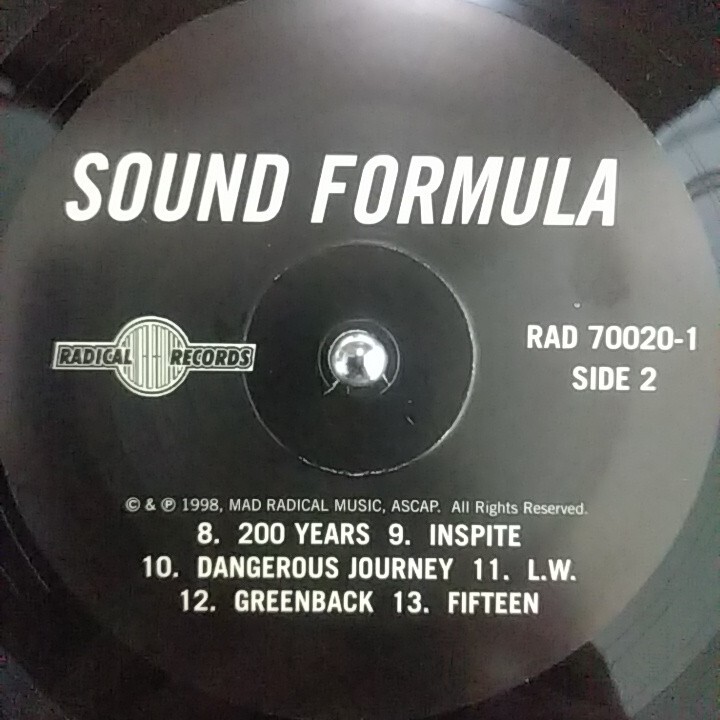 SOUND FORMULA
RADICAL RECORDS
RAD 70020-1
SIDE 2
© & ℗ 1998, MAD RADICAL MUSIC, ASCAP. All Rights Reserved.
8. 200 YEARS 9. INSPITE
10. DANGEROUS JOURNEY 11. L.W.
12. GREENBACK 13. FIFTEEN